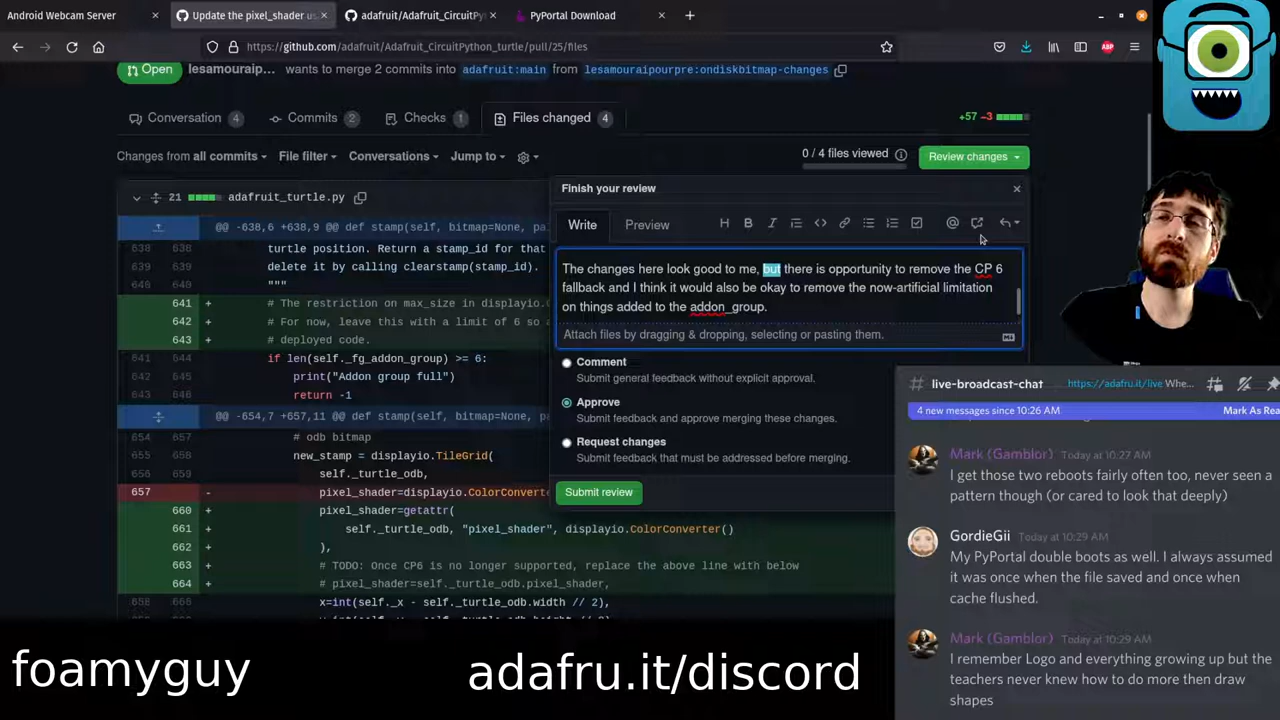 Android Webcam Server
Update the pixel_shader us
adafruit/Adafruit_CircuitPy
PyPortal Download
https://github.com/adafruit/Adafruit_CircuitPython_turtle/pull/25/files
ABP
Open
lesamouraip... wants to merge 2 commits into adafruit:main from lesamouraipourpre:ondiskbitmap-changes
Conversation 4
Commits 2
Checks 1
Files changed 4
+57 −3
Changes from all commits
File filter
Conversations
Jump to
0 / 4 files viewed
Review changes
21 adafruit_turtle.py
@@ -638,6 +638,9 @@ def stamp(self, bitmap=None,
638 638 turtle position. Return a stamp_id for that
639 639 delete it by calling clearstamp(stamp_id).
640 640 """
641 + # The restriction on max_size in displayio.
642 + # For now, leave this with a limit of 6 so
643 + # deployed code.
641 644 if len(self._fg_addon_group) >= 6:
642 645 print("Addon group full")
643 646 return -1
@@ -654,7 +657,11 @@ def stamp(self, bitmap=None,
654 657 # odb bitmap
655 658 new_stamp = displayio.TileGrid(
656 659 self._turtle_odb,
657 - pixel_shader=displayio.ColorConverte
660 + pixel_shader=getattr(
661 + self._turtle_odb, "pixel_shader", displayio.ColorConverter()
662 + ),
663 + # TODO: Once CP6 is no longer supported, replace the above line with below
664 + # pixel_shader=self._turtle_odb.pixel_shader,
x=int(self._x - self._turtle_odb.width // 2),
Finish your review
Write
Preview
The changes here look good to me, but there is opportunity to remove the CP 6
fallback and I think it would also be okay to remove the now-artificial limitation
on things added to the addon_group.
Attach files by dragging & dropping, selecting or pasting them.
Comment
Submit general feedback without explicit approval.
Approve
Submit feedback and approve merging these changes.
Request changes
Submit feedback that must be addressed before merging.
Submit review
# live-broadcast-chat https://adafru.it/live Whe...
4 new messages since 10:26 AM
Mark As Rea
Mark (Gamblor) Today at 10:27 AM
I get those two reboots fairly often too, never seen a
pattern though (or cared to look that deeply)
GordieGii Today at 10:29 AM
My PyPortal double boots as well. I always assumed
it was once when the file saved and once when
cache flushed.
Mark (Gamblor) Today at 10:29 AM
I remember Logo and everything growing up but the
teachers never knew how to do more then draw
shapes
foamyguy
adafru.it/discord